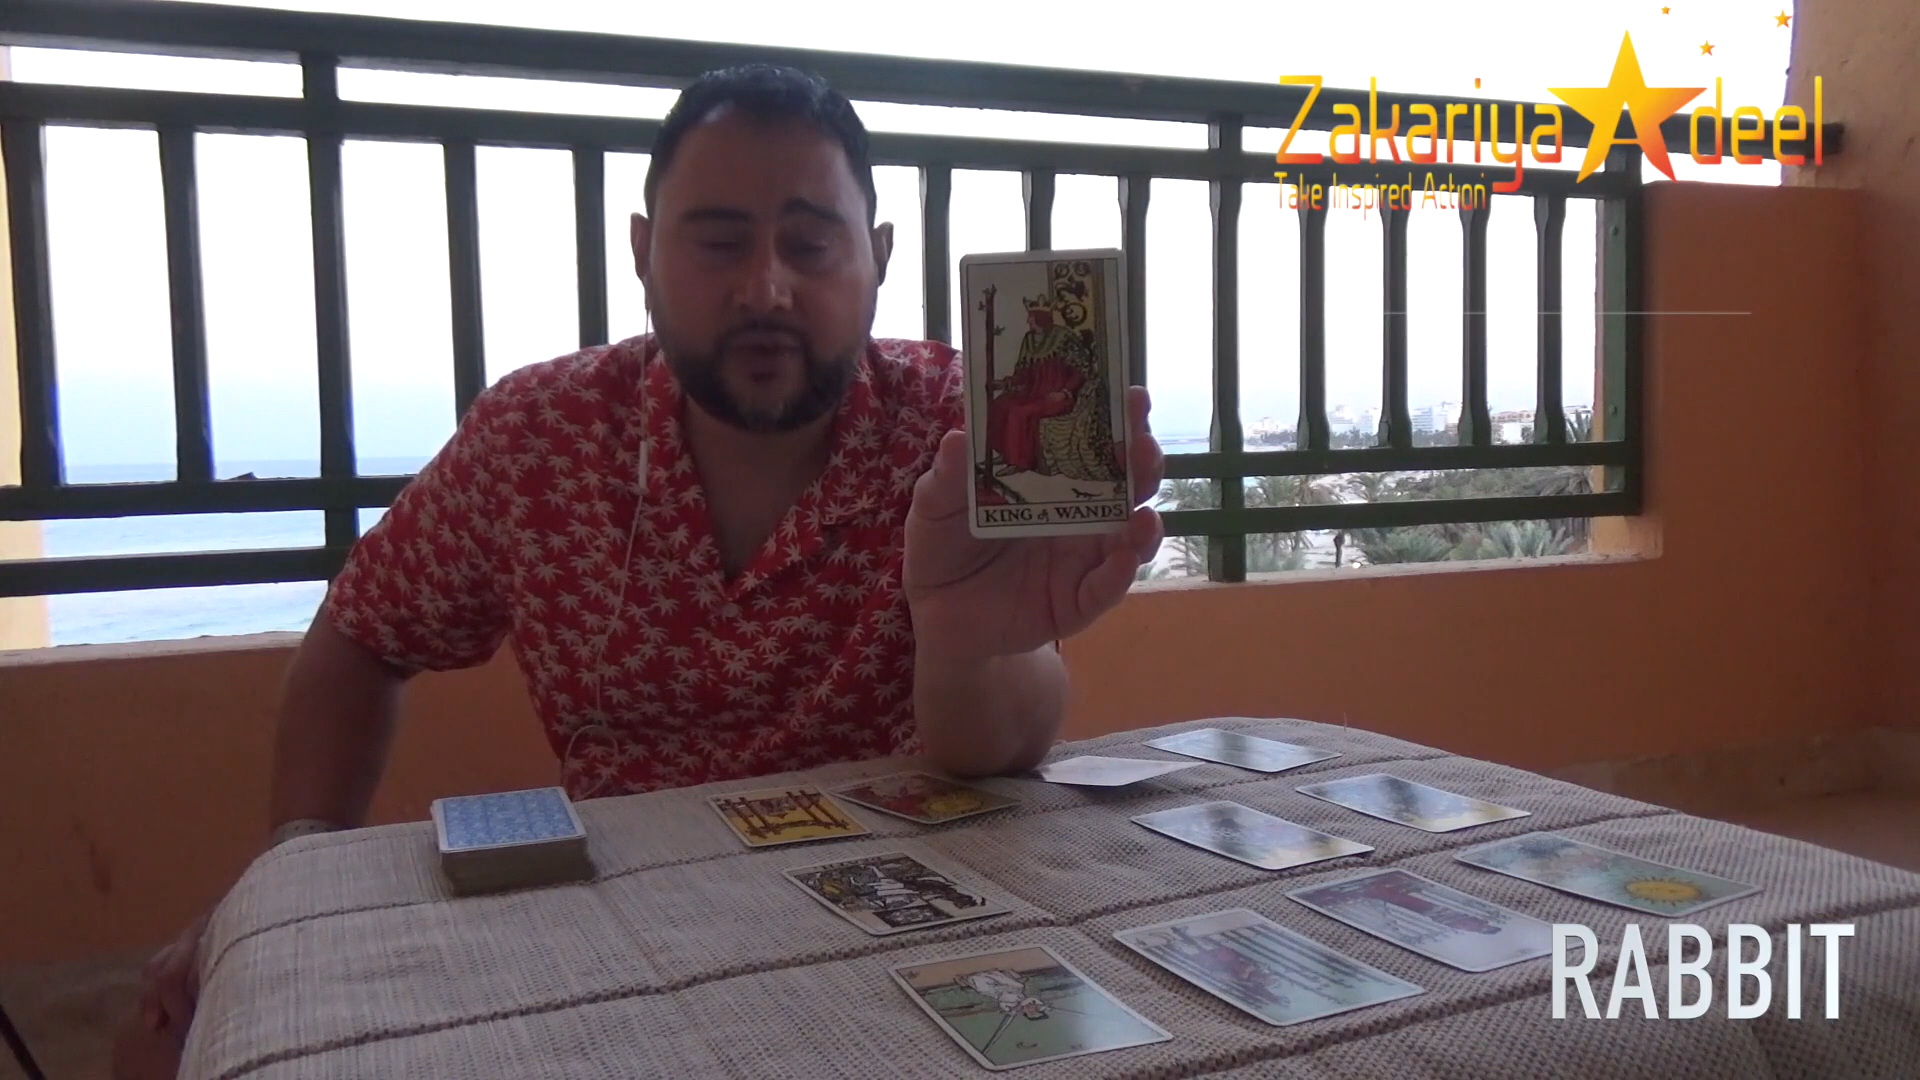 Zakariya Adeel
Take Inspired Action
KING of WANDS
RABBIT